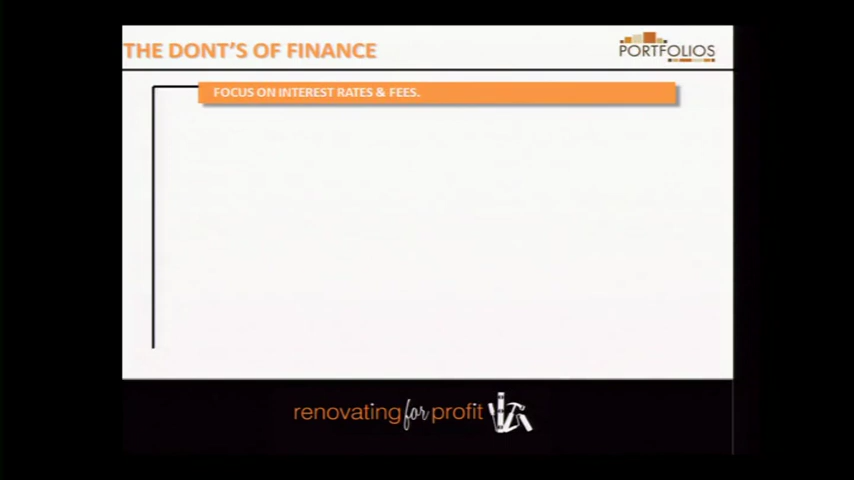 THE DONT'S OF FINANCE
PORTFOLIOS
FOCUS ON INTEREST RATES & FEES.
renovating for profit